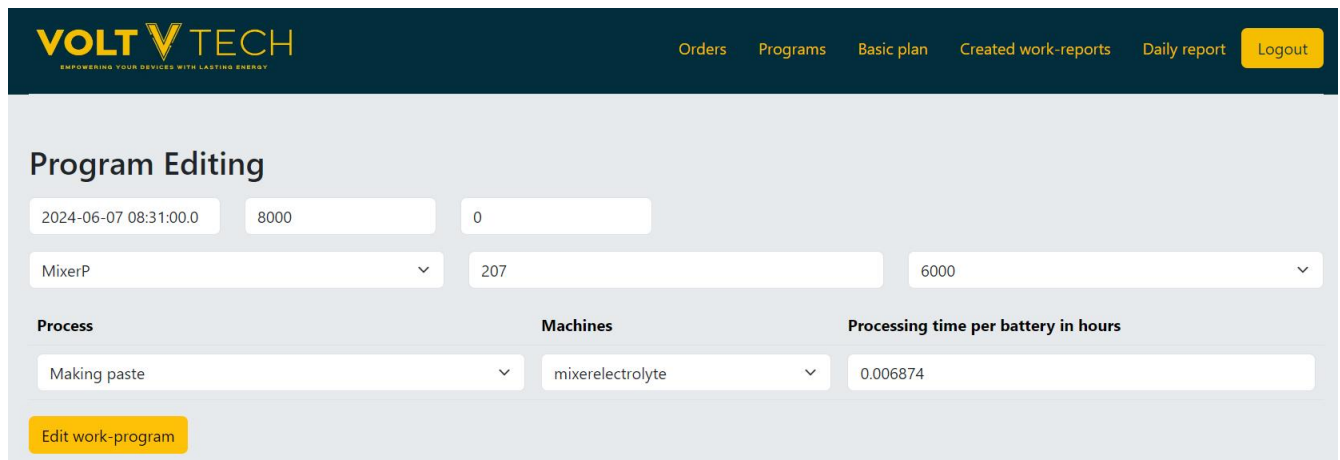 VOLT V TECH
EMPOWERING YOUR DEVICES WITH LASTING ENERGY
Orders Programs Basic plan Created work-reports Daily report Logout
Program Editing
2024-06-07 08:31:00.0 8000 0
MixerP 207 6000
Process Machines Processing time per battery in hours
Making paste mixerelectrolyte 0.006874
Edit work-program